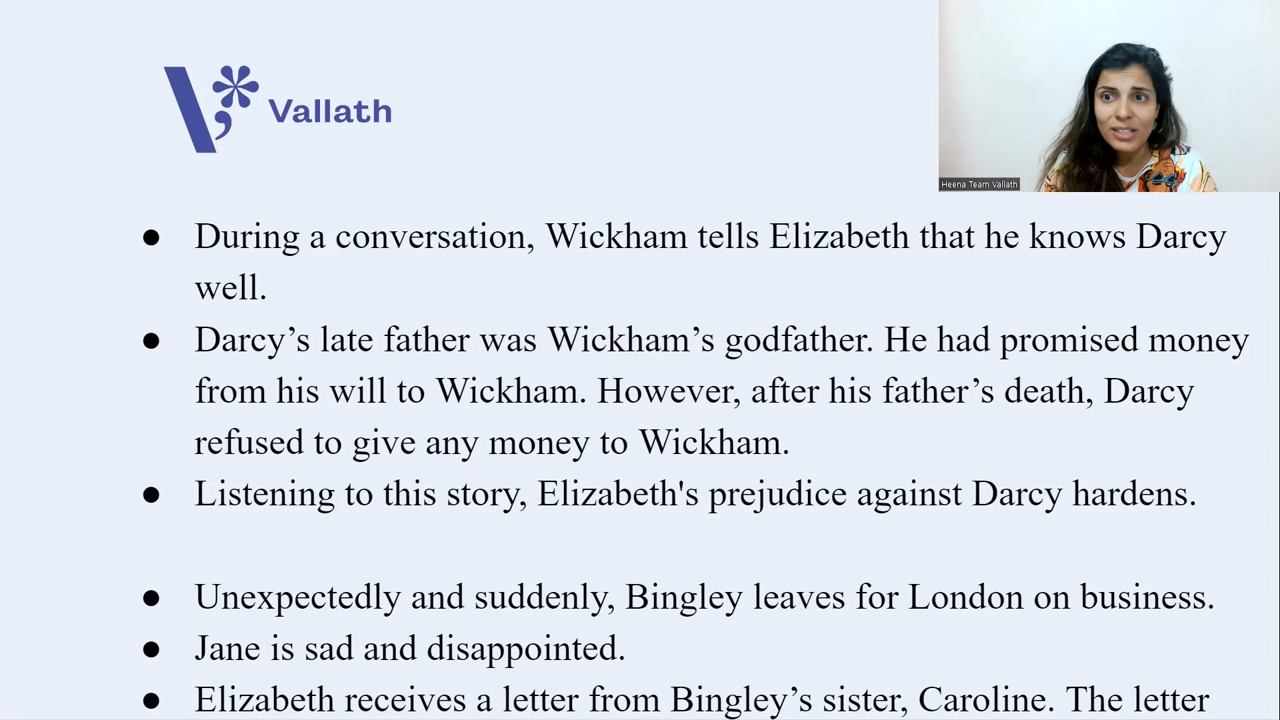 Vallath
Heena Team Vallath
● During a conversation, Wickham tells Elizabeth that he knows Darcy
well.
● Darcy’s late father was Wickham’s godfather. He had promised money
from his will to Wickham. However, after his father’s death, Darcy
refused to give any money to Wickham.
● Listening to this story, Elizabeth's prejudice against Darcy hardens.
● Unexpectedly and suddenly, Bingley leaves for London on business.
● Jane is sad and disappointed.
● Elizabeth receives a letter from Bingley’s sister, Caroline. The letter